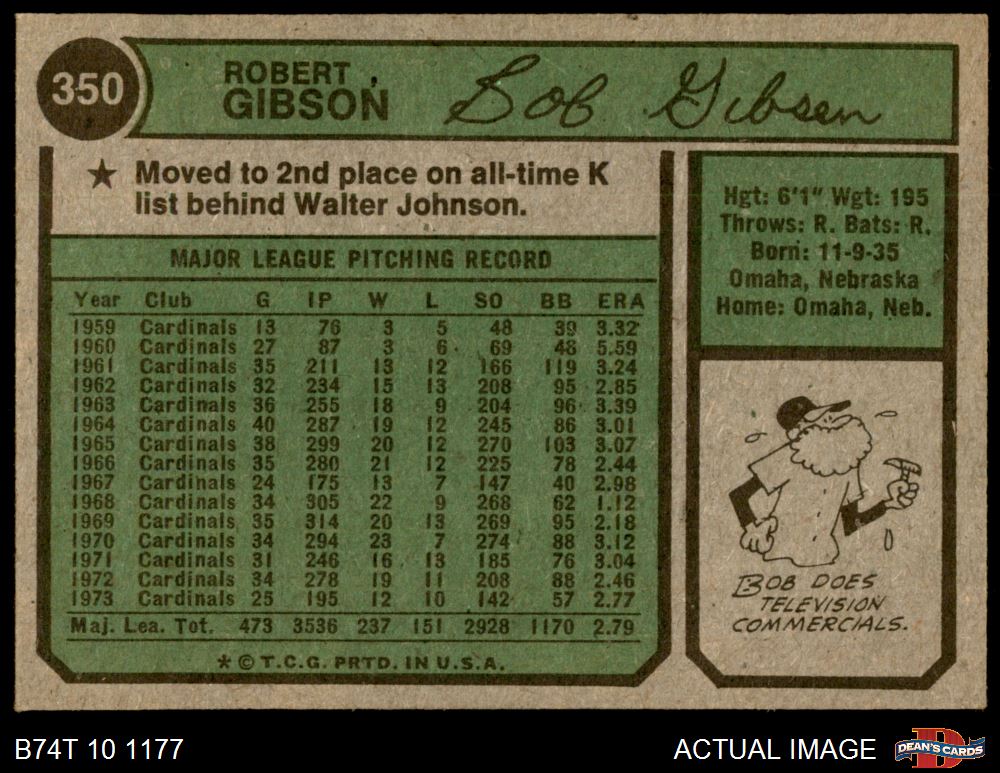 350
ROBERT
GIBSON
Bob Gibson
★ Moved to 2nd place on all-time K
list behind Walter Johnson.
MAJOR LEAGUE PITCHING RECORD
Year Club G IP W L SO BB ERA
1959 Cardinals 13 76 3 5 48 39 3.32
1960 Cardinals 27 87 3 6 69 48 5.59
1961 Cardinals 35 211 13 12 166 119 3.24
1962 Cardinals 32 234 15 13 208 95 2.85
1963 Cardinals 36 255 18 9 204 96 3.39
1964 Cardinals 40 287 19 12 245 86 3.01
1965 Cardinals 38 299 20 12 270 103 3.07
1966 Cardinals 35 280 21 12 225 78 2.44
1967 Cardinals 24 175 13 7 147 40 2.98
1968 Cardinals 34 305 22 9 268 62 1.12
1969 Cardinals 35 314 20 13 269 95 2.18
1970 Cardinals 34 294 23 7 274 88 3.12
1971 Cardinals 31 246 16 13 185 76 3.04
1972 Cardinals 34 278 19 11 208 88 2.46
1973 Cardinals 25 195 12 10 142 57 2.77
Maj. Lea. Tot. 473 3536 237 151 2928 1170 2.79
* © T.C.G. PRTD. IN U.S.A.
Hgt: 6'1" Wgt: 195
Throws: R. Bats: R.
Born: 11-9-35
Omaha, Nebraska
Home: Omaha, Neb.
BOB DOES
TELEVISION
COMMERCIALS.
B74T 10 1177
ACTUAL IMAGE
D
DEAN'S CARDS